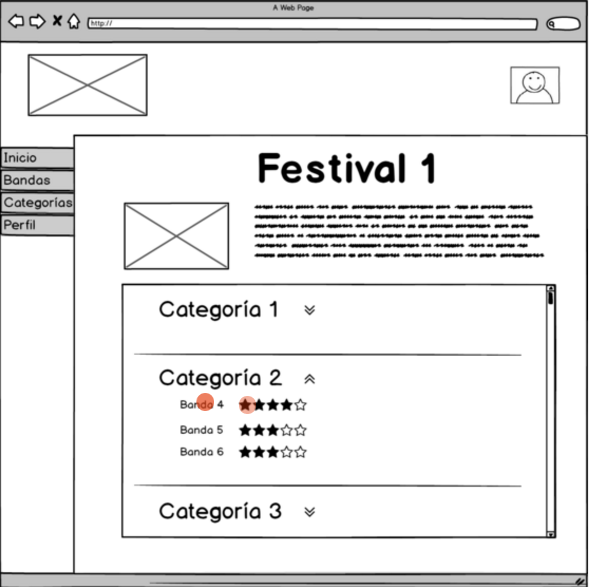 A Web Page
http://
Inicio
Bandas
Categorías
Perfil
Festival 1
Categoría 1
Categoría 2
Banda 4
Banda 5
Banda 6
Categoría 3